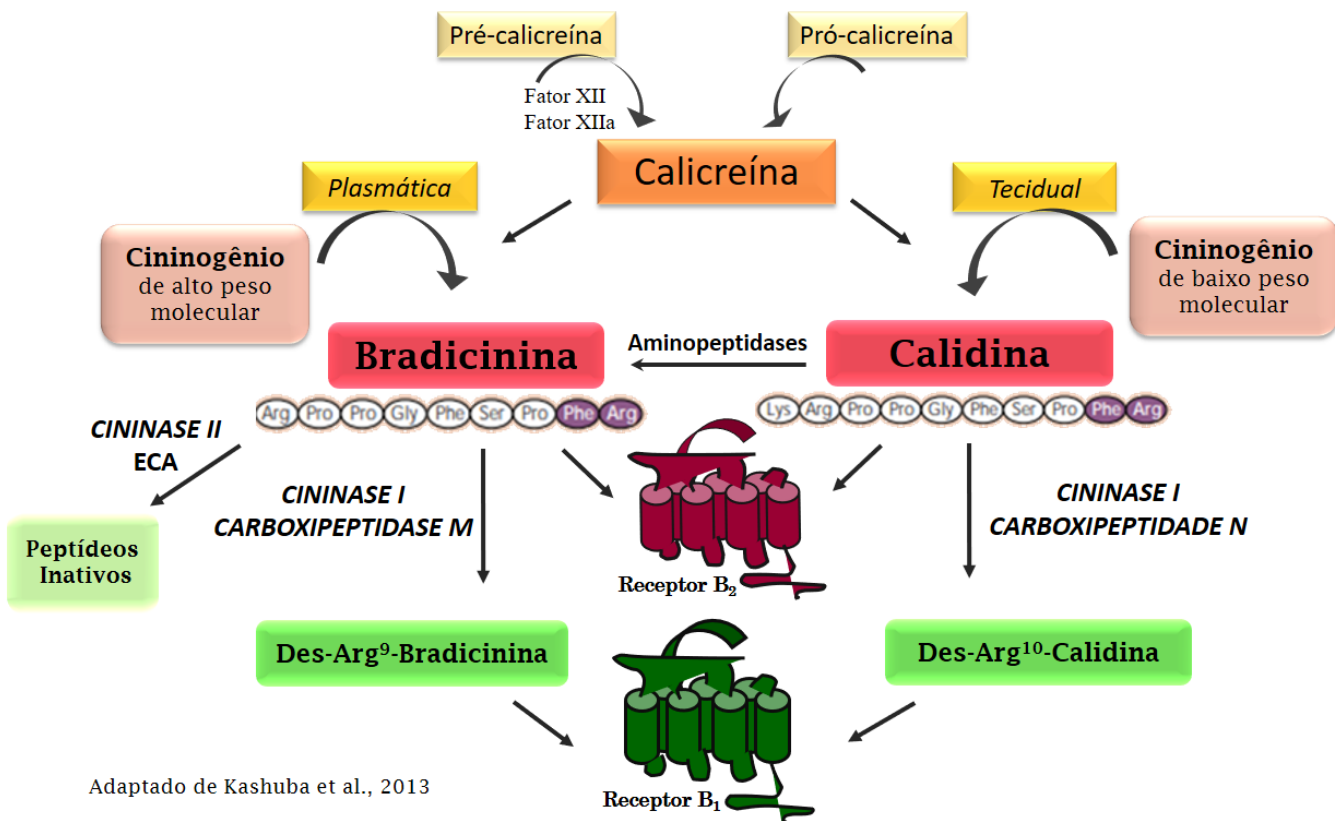 Pré-calicreína
Pró-calicreína
Fator XII
Fator XIIa
Calicreína
Plasmática
Tecidual
Cininogênio
de alto peso
molecular
Cininogênio
de baixo peso
molecular
Bradicinina
Aminopeptidases
Calidina
Arg Pro Pro Gly Phe Ser Pro Phe Arg
Lys Arg Pro Pro Gly Phe Ser Pro Phe Arg
CININASE II
ECA
CININASE I
CARBOXIPEPTIDASE M
CININASE I
CARBOXIPEPTIDADE N
Peptídeos
Inativos
Receptor B₂
Des-Arg⁹-Bradicinina
Des-Arg¹⁰-Calidina
Receptor B₁
Adaptado de Kashuba et al., 2013